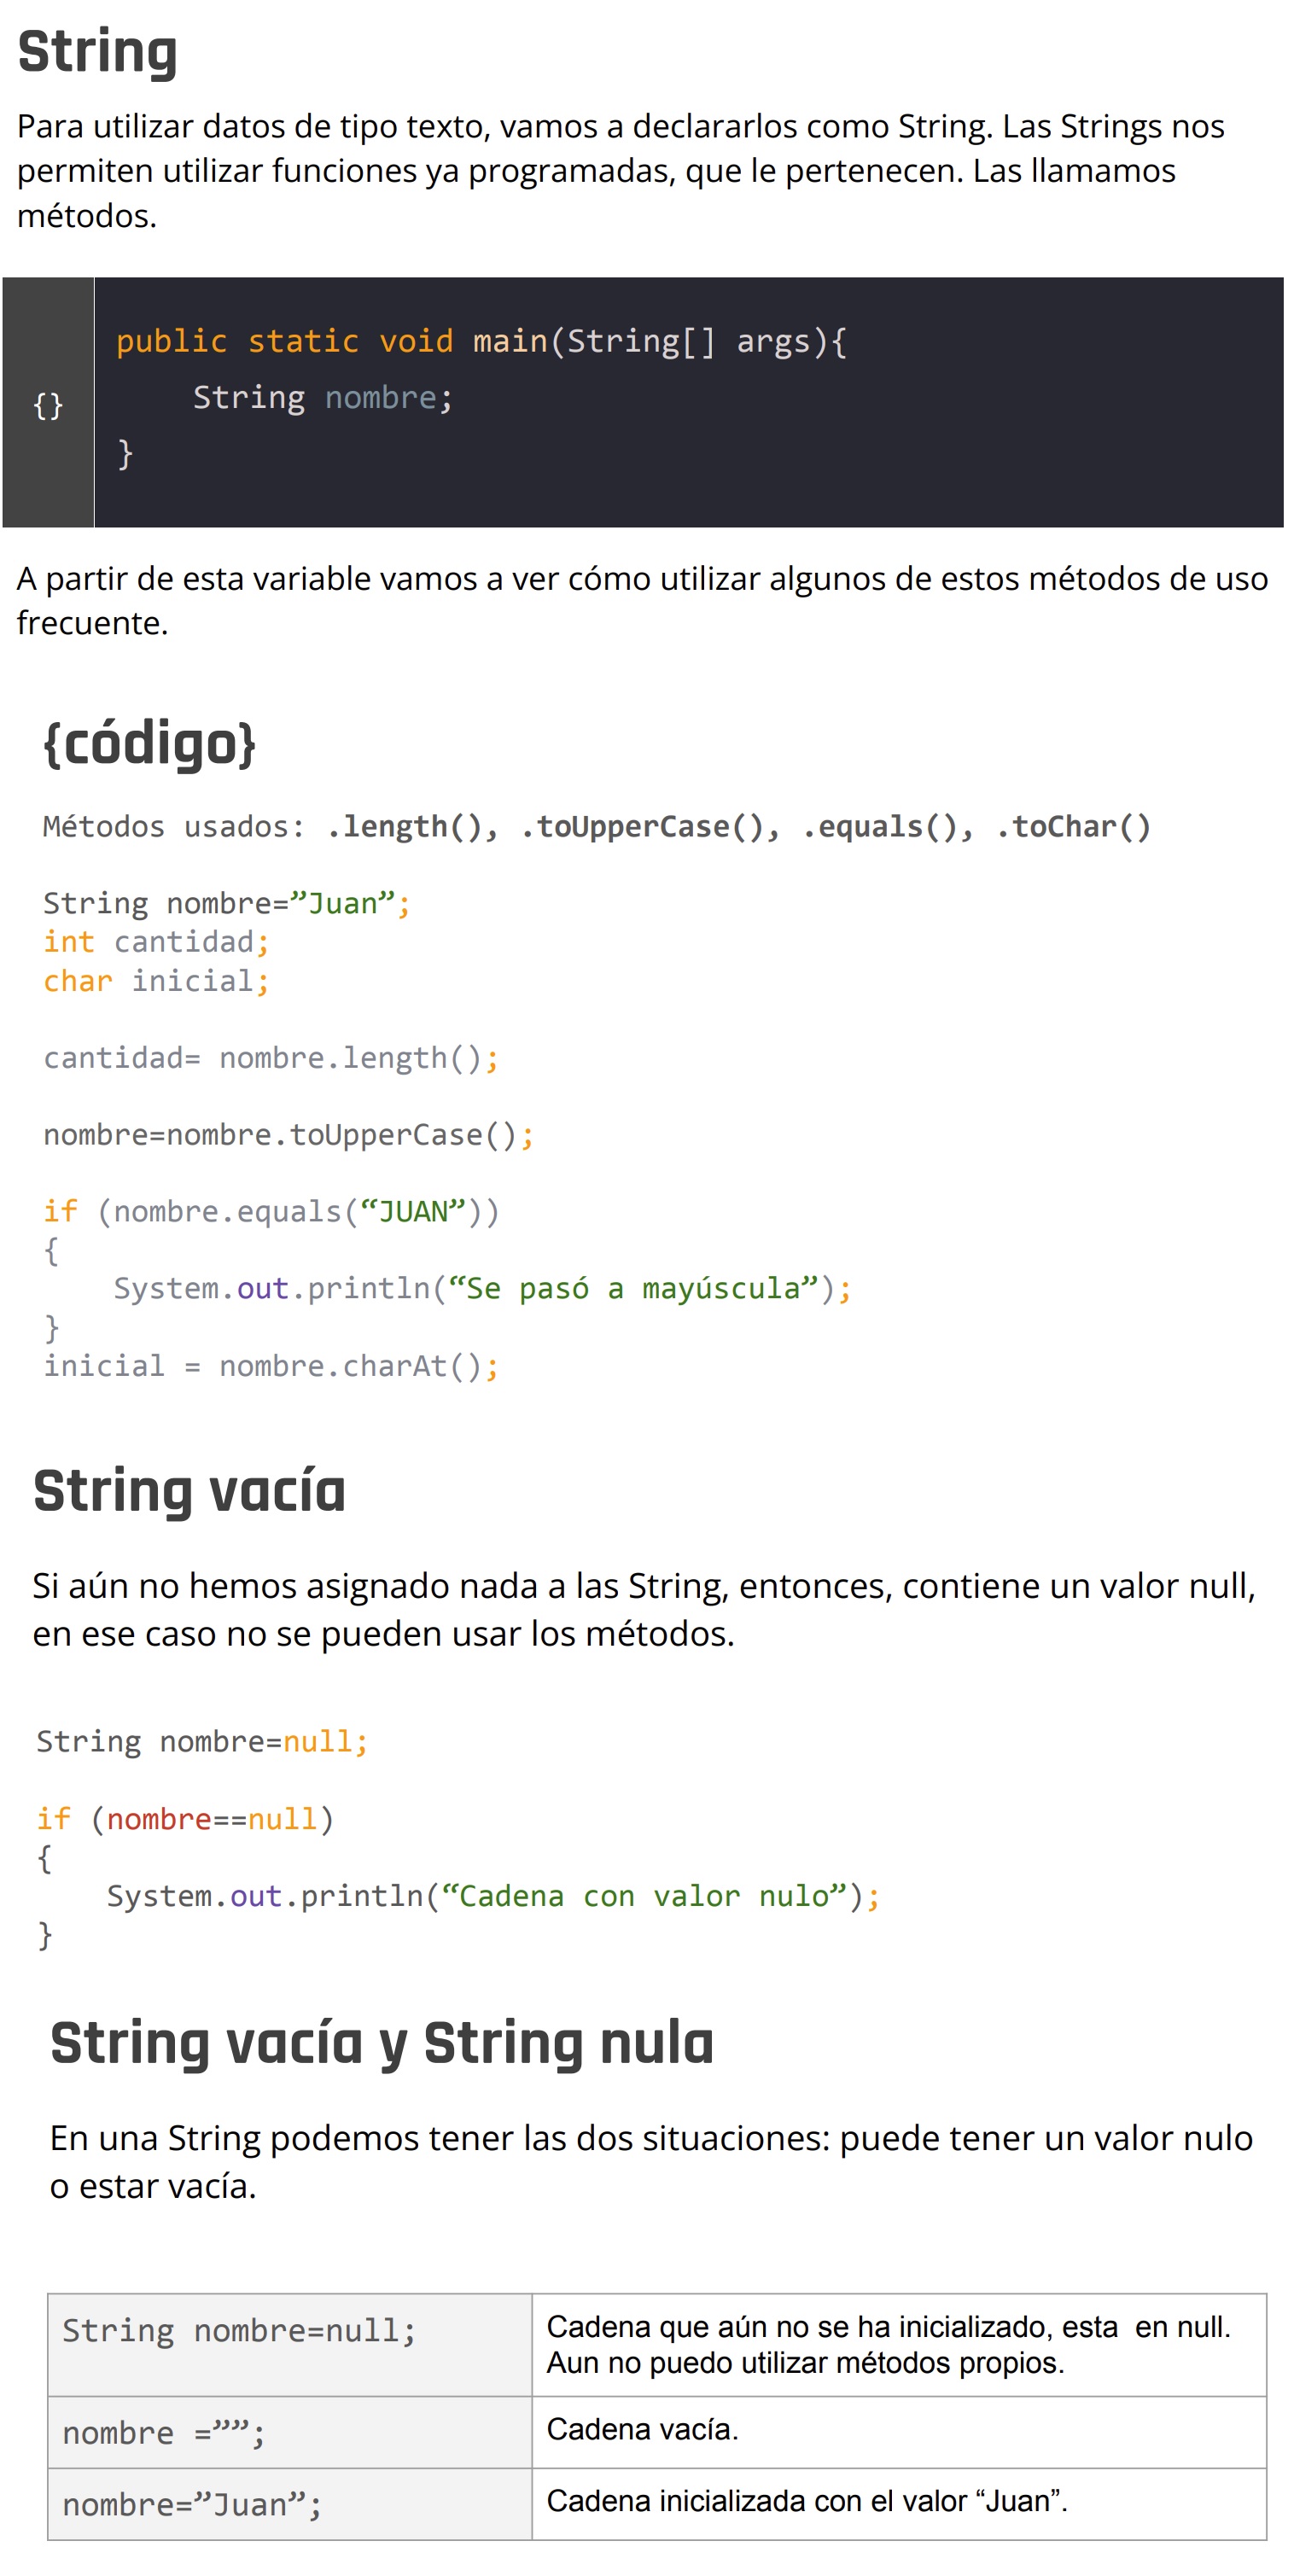 String
Para utilizar datos de tipo texto, vamos a declararlos como String. Las Strings nos
permiten utilizar funciones ya programadas, que le pertenecen. Las llamamos
métodos.
{}
public static void main(String[] args){
String nombre;
}
A partir de esta variable vamos a ver cómo utilizar algunos de estos métodos de uso
frecuente.
{código}
Métodos usados: .length(), .toUpperCase(), .equals(), .toChar()
String nombre=”Juan”;
int cantidad;
char inicial;
cantidad= nombre.length();
nombre=nombre.toUpperCase();
if (nombre.equals(“JUAN”))
{
System.out.println(“Se pasó a mayúscula”);
}
inicial = nombre.charAt();
String vacía
Si aún no hemos asignado nada a las String, entonces, contiene un valor null,
en ese caso no se pueden usar los métodos.
String nombre=null;
if (nombre==null)
{
System.out.println(“Cadena con valor nulo”);
}
String vacía y String nula
En una String podemos tener las dos situaciones: puede tener un valor nulo
o estar vacía.
String nombre=null;
Cadena que aún no se ha inicializado, esta  en null.
Aun no puedo utilizar métodos propios.
nombre =””;
Cadena vacía.
nombre=”Juan”;
Cadena inicializada con el valor “Juan”.